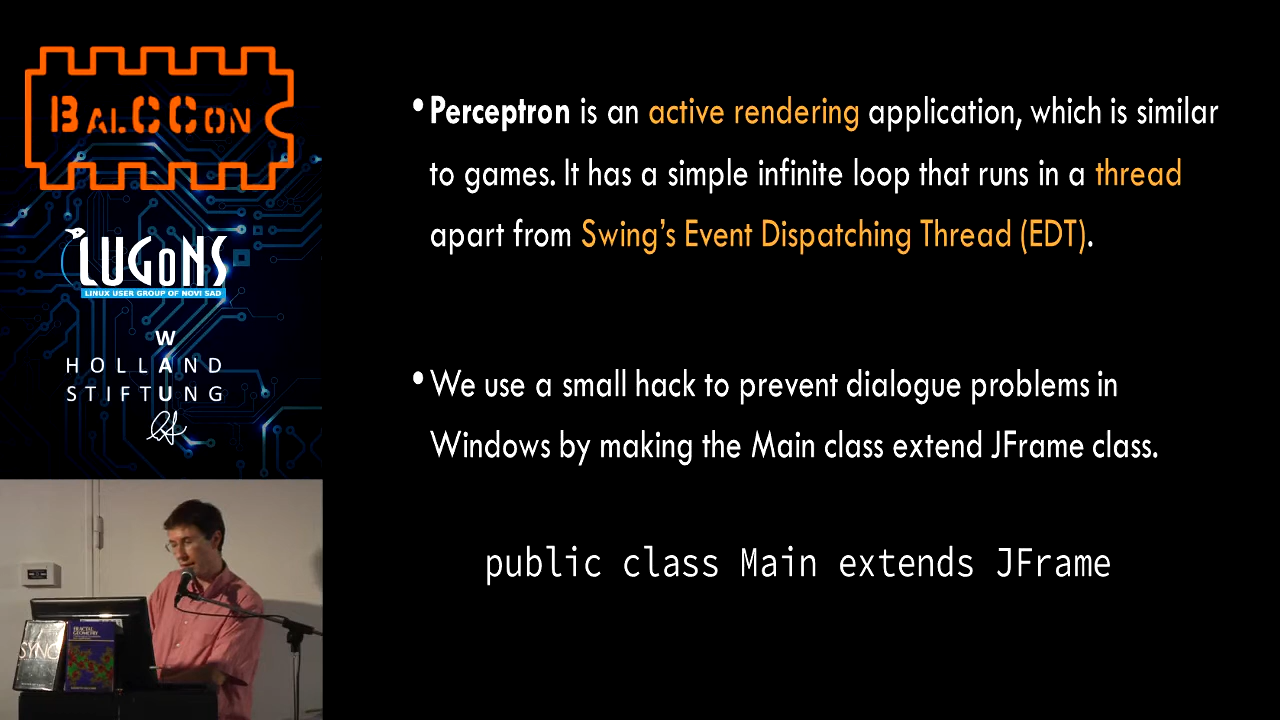 BALCCON
LUGONS
LINUX USER GROUP OF NOVI SAD
W
HOLLAND
STIFTUNG
•Perceptron is an active rendering application, which is similar
to games. It has a simple infinite loop that runs in a thread
apart from Swing’s Event Dispatching Thread (EDT).
•We use a small hack to prevent dialogue problems in
Windows by making the Main class extend JFrame class.
public class Main extends JFrame
SYNC
FRACTAL
GEOMETRY